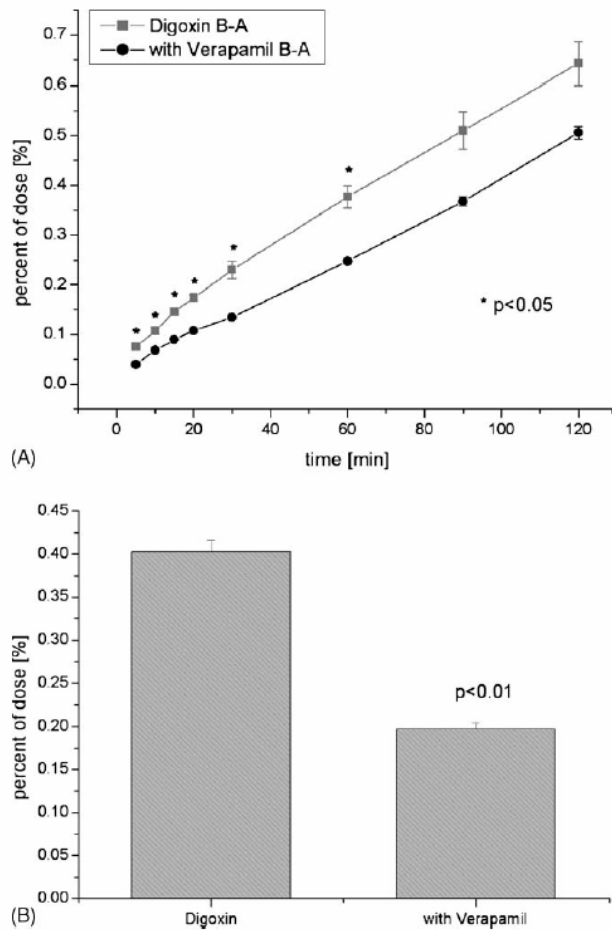 Digoxin B-A
with Verapamil B-A
percent of dose [%]
0.7
0.6
0.5
0.4
0.3
0.2
0.1
0.0
*
*
*
*
*
*
* p<0.05
0 20 40 60 80 100 120
(A)
time [min]
percent of dose [%]
0.45
0.40
0.35
0.30
0.25
0.20
0.15
0.10
0.05
0.00
p<0.01
(B)
Digoxin with Verapamil